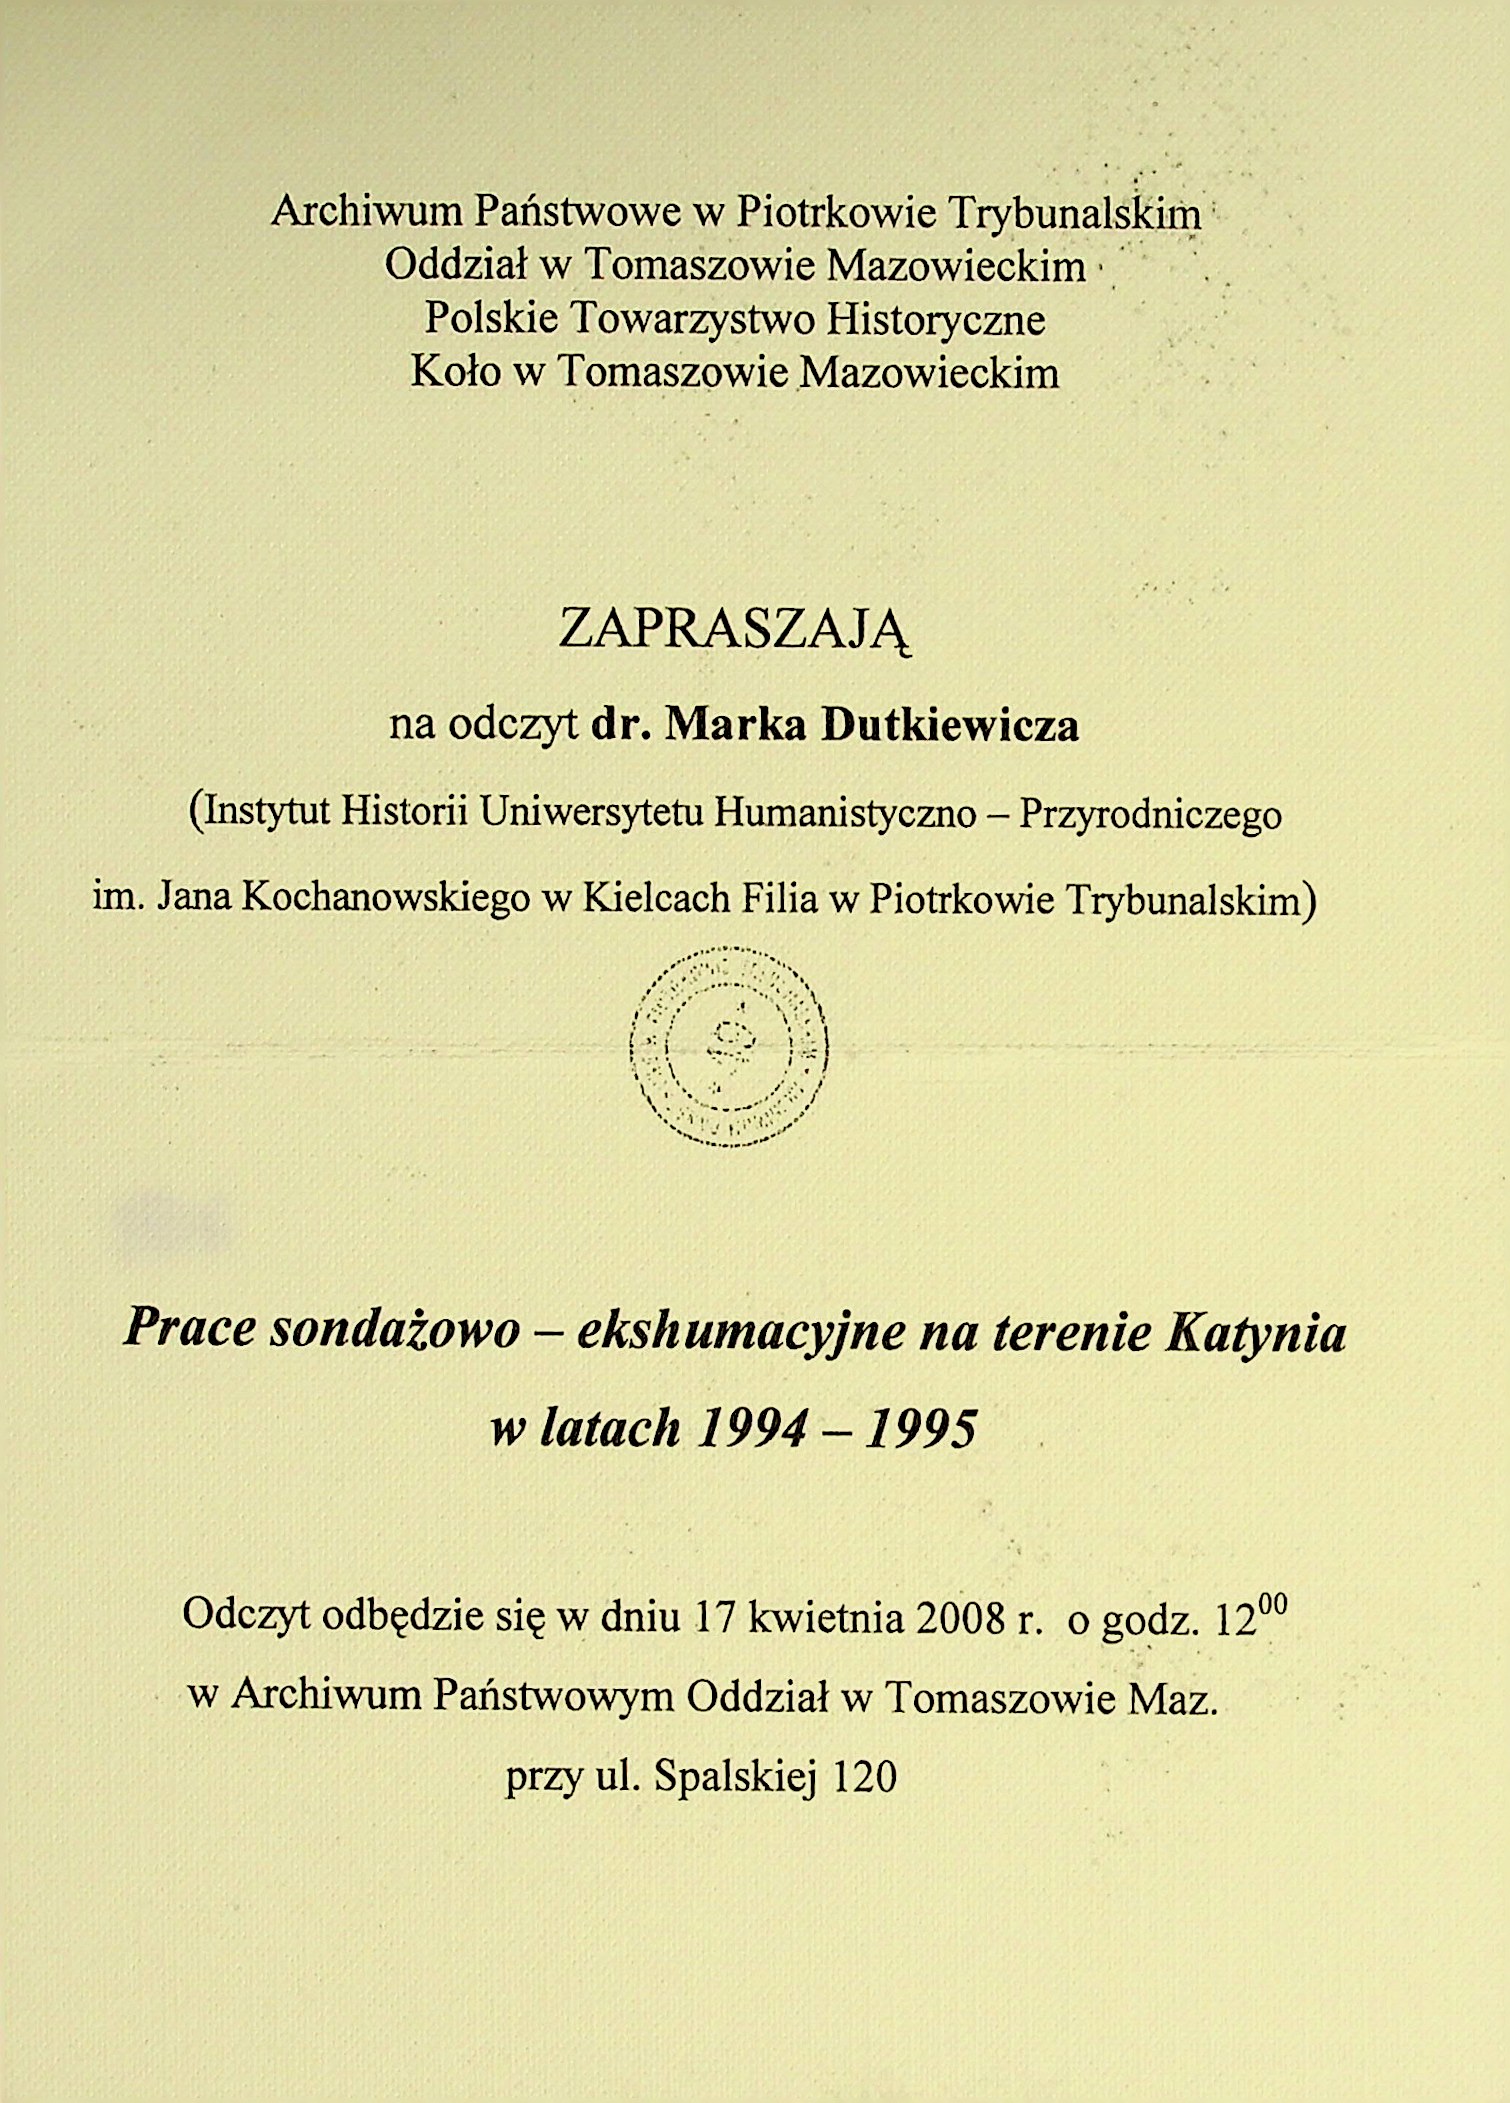 Archiwum Państwowe w Piotrkowie Trybunalskim
Oddział w Tomaszowie Mazowieckim
Polskie Towarzystwo Historyczne
Koło w Tomaszowie Mazowieckim
ZAPRASZAJĄ
na odczyt dr. Marka Dutkiewicza
(Instytut Historii Uniwersytetu Humanistyczno – Przyrodniczego
im. Jana Kochanowskiego w Kielcach Filia w Piotrkowie Trybunalskim)
Prace sondażowo – ekshumacyjne na terenie Katynia
w latach 1994 – 1995
Odczyt odbędzie się w dniu 17 kwietnia 2008 r. o godz. 12⁰⁰
w Archiwum Państwowym Oddział w Tomaszowie Maz.
przy ul. Spalskiej 120